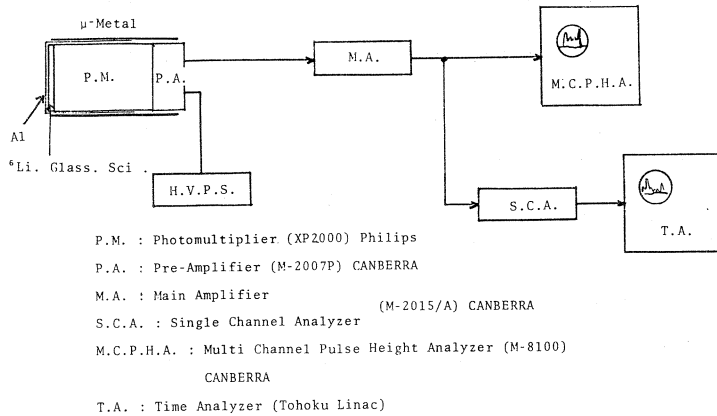 μ-Metal
P.M.
P.A.
M.A.
M.C.P.H.A.
Al
⁶Li. Glass. Sci .
H.V.P.S.
S.C.A.
T.A.
P.M. : Photomultiplier (XP2000) Philips
P.A. : Pre-Amplifier (M-2007P) CANBERRA
M.A. : Main Amplifier
(M-2015/A) CANBERRA
S.C.A. : Single Channel Analyzer
M.C.P.H.A. : Multi Channel Pulse Height Analyzer (M-8100)
CANBERRA
T.A. : Time Analyzer (Tohoku Linac)